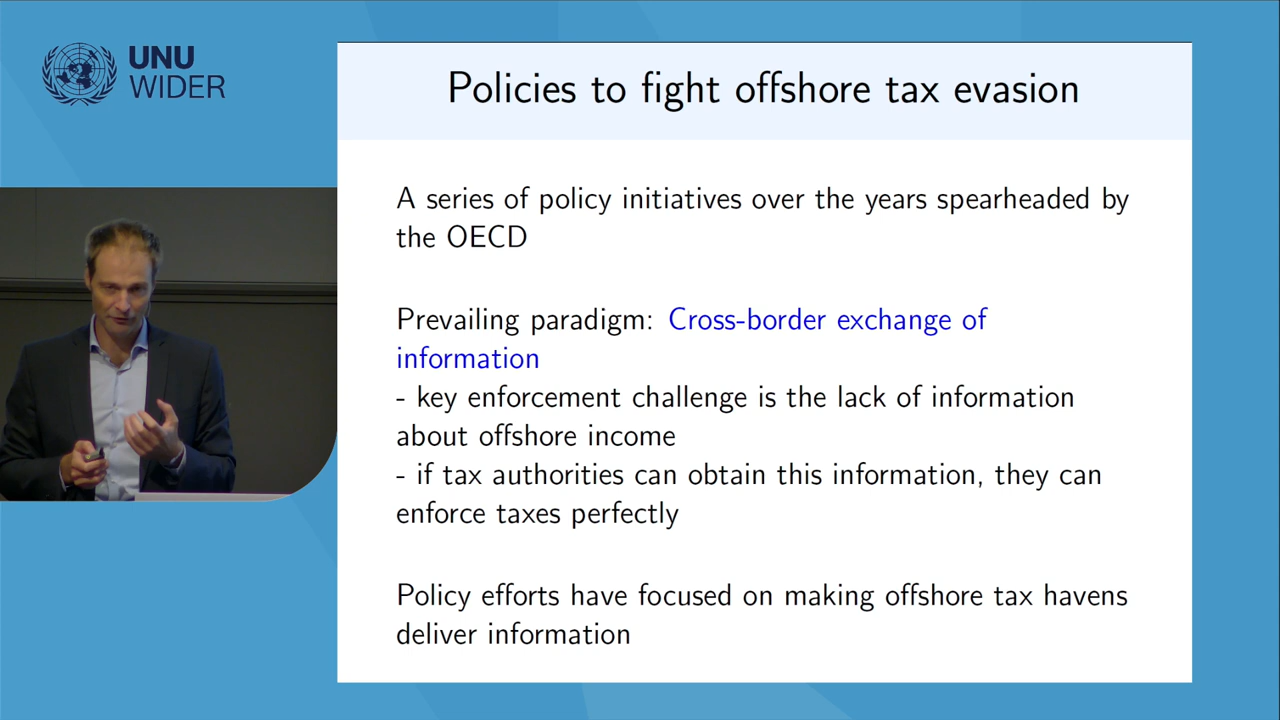 UNU
WIDER
Policies to fight offshore tax evasion
A series of policy initiatives over the years spearheaded by
the OECD
Prevailing paradigm: Cross-border exchange of
information
- key enforcement challenge is the lack of information
about offshore income
- if tax authorities can obtain this information, they can
enforce taxes perfectly
Policy efforts have focused on making offshore tax havens
deliver information